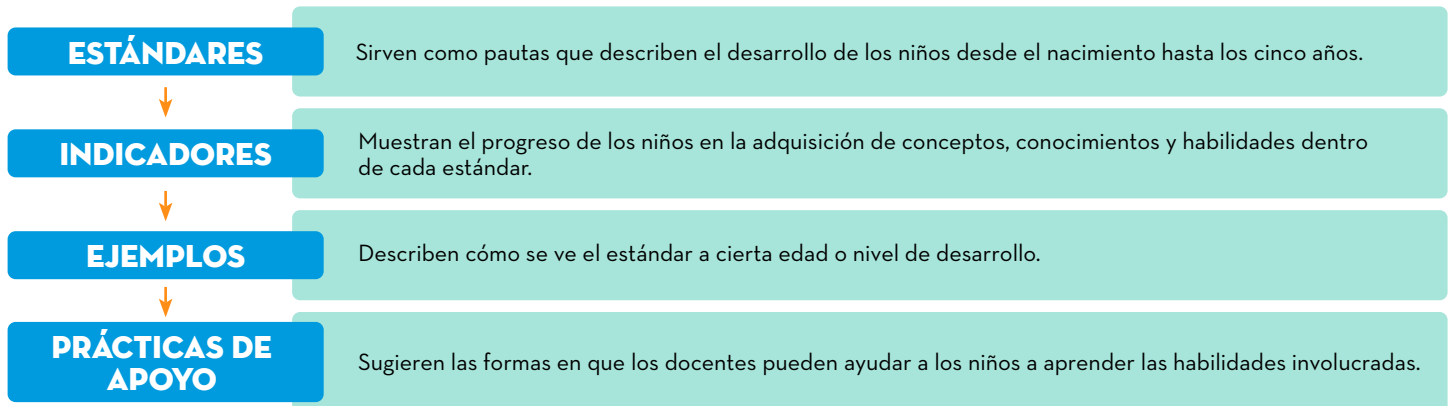 ESTÁNDARES
Sirven como pautas que describen el desarrollo de los niños desde el nacimiento hasta los cinco años.
INDICADORES
Muestran el progreso de los niños en la adquisición de conceptos, conocimientos y habilidades dentro
de cada estándar.
EJEMPLOS
Describen cómo se ve el estándar a cierta edad o nivel de desarrollo.
PRÁCTICAS DE
APOYO
Sugieren las formas en que los docentes pueden ayudar a los niños a aprender las habilidades involucradas.